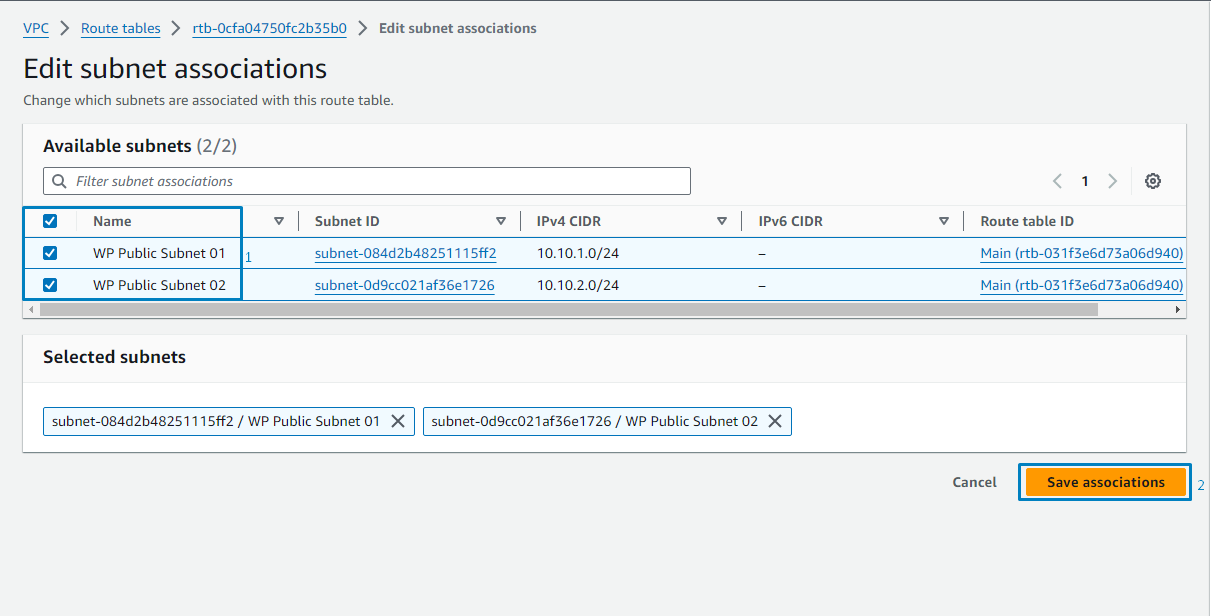 VPC > Route tables > rtb-0cfa04750fc2b35b0 > Edit subnet associations
Edit subnet associations
Change which subnets are associated with this route table.
Available subnets (2/2)
Filter subnet associations
1
Name Subnet ID IPv4 CIDR IPv6 CIDR Route table ID
WP Public Subnet 01 subnet-084d2b48251115ff2 10.10.1.0/24 – Main (rtb-031f3e6d73a06d940)
1
WP Public Subnet 02 subnet-0d9cc021af36e1726 10.10.2.0/24 – Main (rtb-031f3e6d73a06d940)
Selected subnets
subnet-084d2b48251115ff2 / WP Public Subnet 01 subnet-0d9cc021af36e1726 / WP Public Subnet 02
Cancel Save associations 2